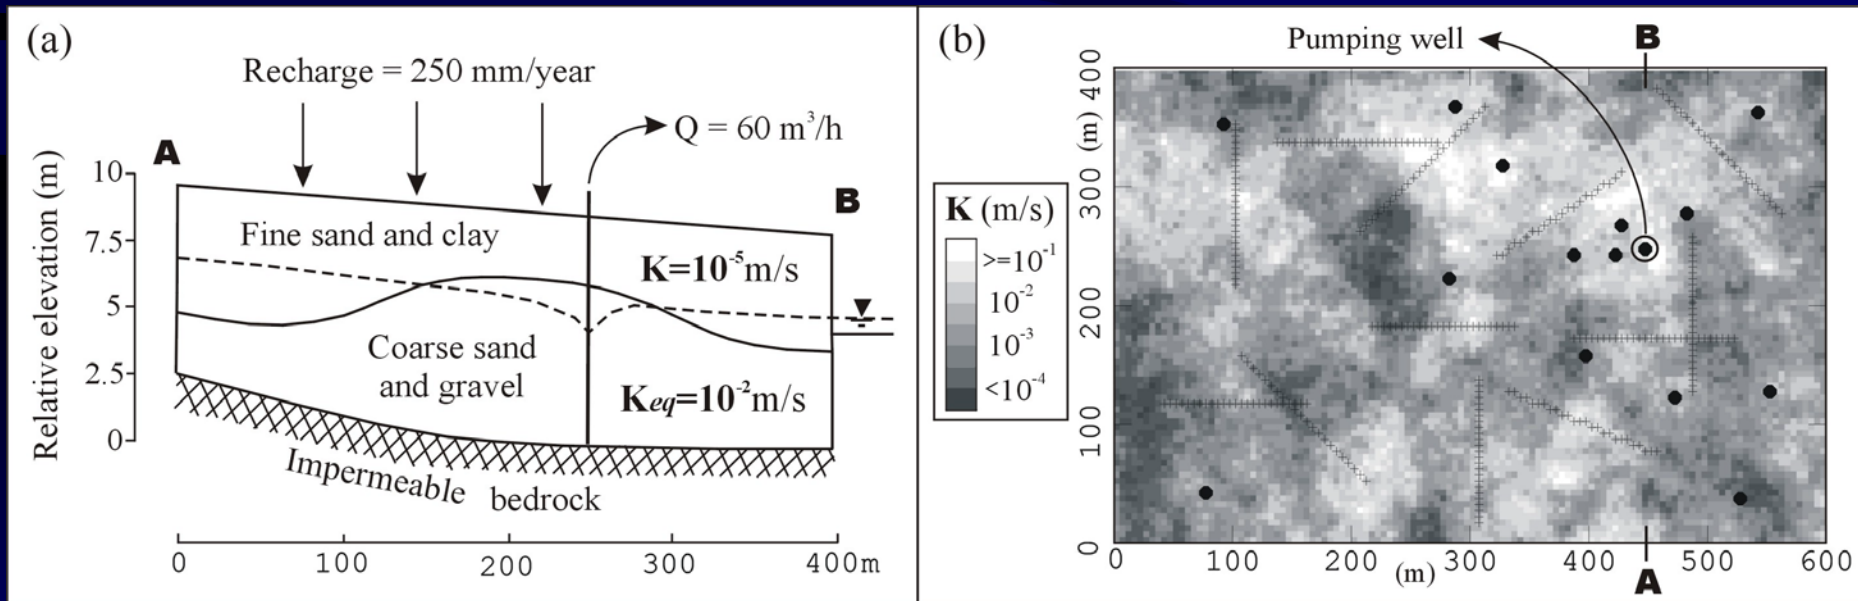 (a)
Recharge = 250 mm/year
Q = 60 m³/h
A
B
Relative elevation (m)
10
7.5
5
2.5
0
Fine sand and clay
K=10⁻⁵m/s
Coarse sand
and gravel
Keq=10⁻²m/s
Impermeable bedrock
0 100 200 300 400m
(b)
Pumping well
B
K (m/s)
>=10⁻¹
10⁻²
10⁻³
<10⁻⁴
400
(m)
300
200
100
0
0 100 200 (m) 300 400 500 600
A